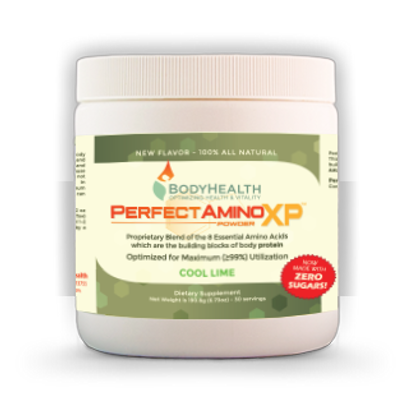 NEW FLAVOR - 100% ALL NATURAL
BODYHEALTH
OPTIMIZING HEALTH & VITALITY
PERFECTAMINO XP™
POWDER
Proprietary Blend of the 8 Essential Amino Acids
which are the building blocks of body protein
Optimized for Maximum (≥99%) Utilization
COOL LIME
NOW
MADE WITH
ZERO
SUGARS!
Dietary Supplement